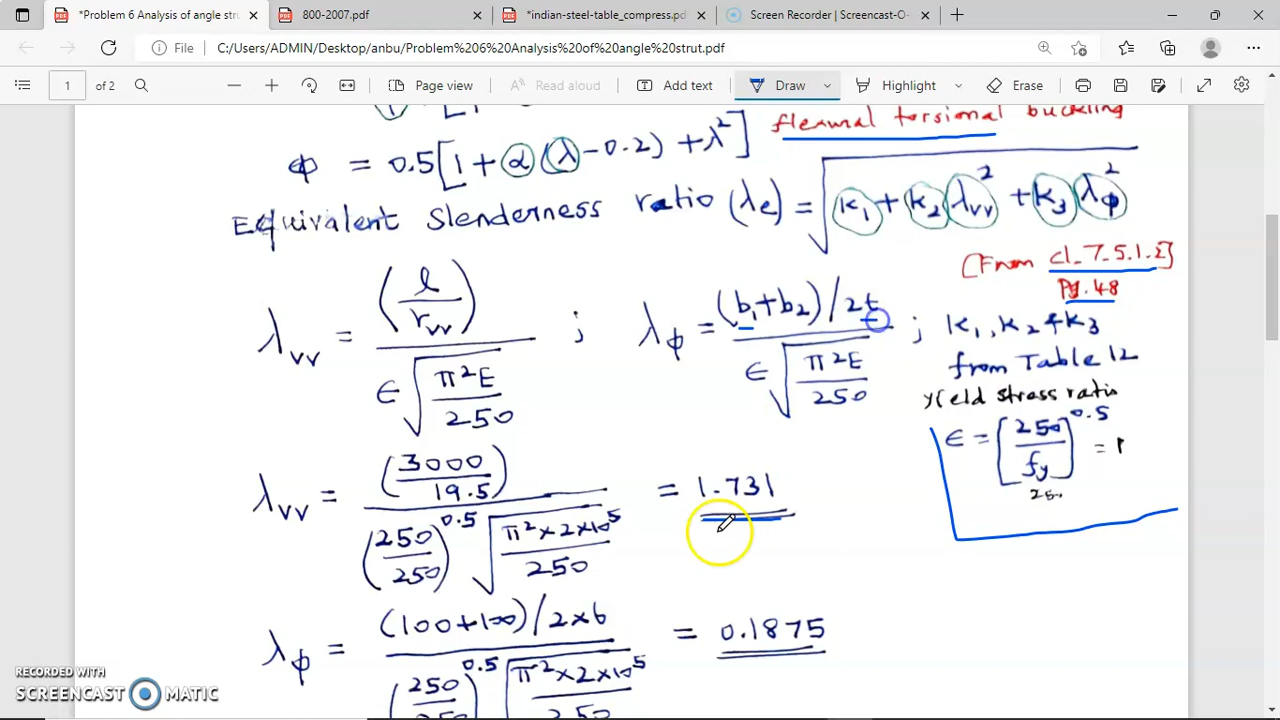 *Problem 6 Analysis of angle str
800-2007.pdf
*indian-steel-table_compress.pd
Screen Recorder | Screencast-O-
File C:/Users/ADMIN/Desktop/anbu/Problem%206%20Analysis%20of%20angle%20strut.pdf
1 of 2 Page view Read aloud Add text Draw Highlight Erase
flexural torsional buckling
ф = 0.5[1 + α(λ-0.2) + λ²]
Equivalent Slenderness ratio (λe) = √(K1 + K2 λvv² + K3 λφ²)
[From cl-7.5.1.2]
Pg.48
λvv = (l/rvv) / ∈√(π²E/250) ; λφ = (b1+b2)/2t / ∈√(π²E/250) ; K1, K2 & K3
from Table 12
yield stress ratio
∈ = [250/fy]^0.5 = 1
250
λvv = (3000/19.5) / (250/250)^0.5 √(π²×2×10⁵/250) = 1.731
λφ = (100+100)/2×6 / (250/250)^0.5 √(π²×2×10⁵/250) = 0.1875
RECORDED WITH
SCREENCAST MATIC